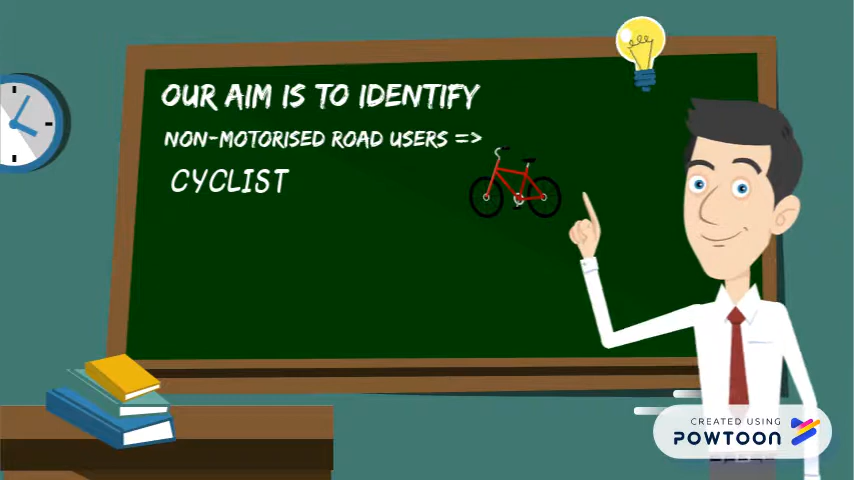 OUR AIM IS TO IDENTIFY
NON-MOTORISED ROAD USERS =>
CYCLIST
CREATED USING
POWTOON